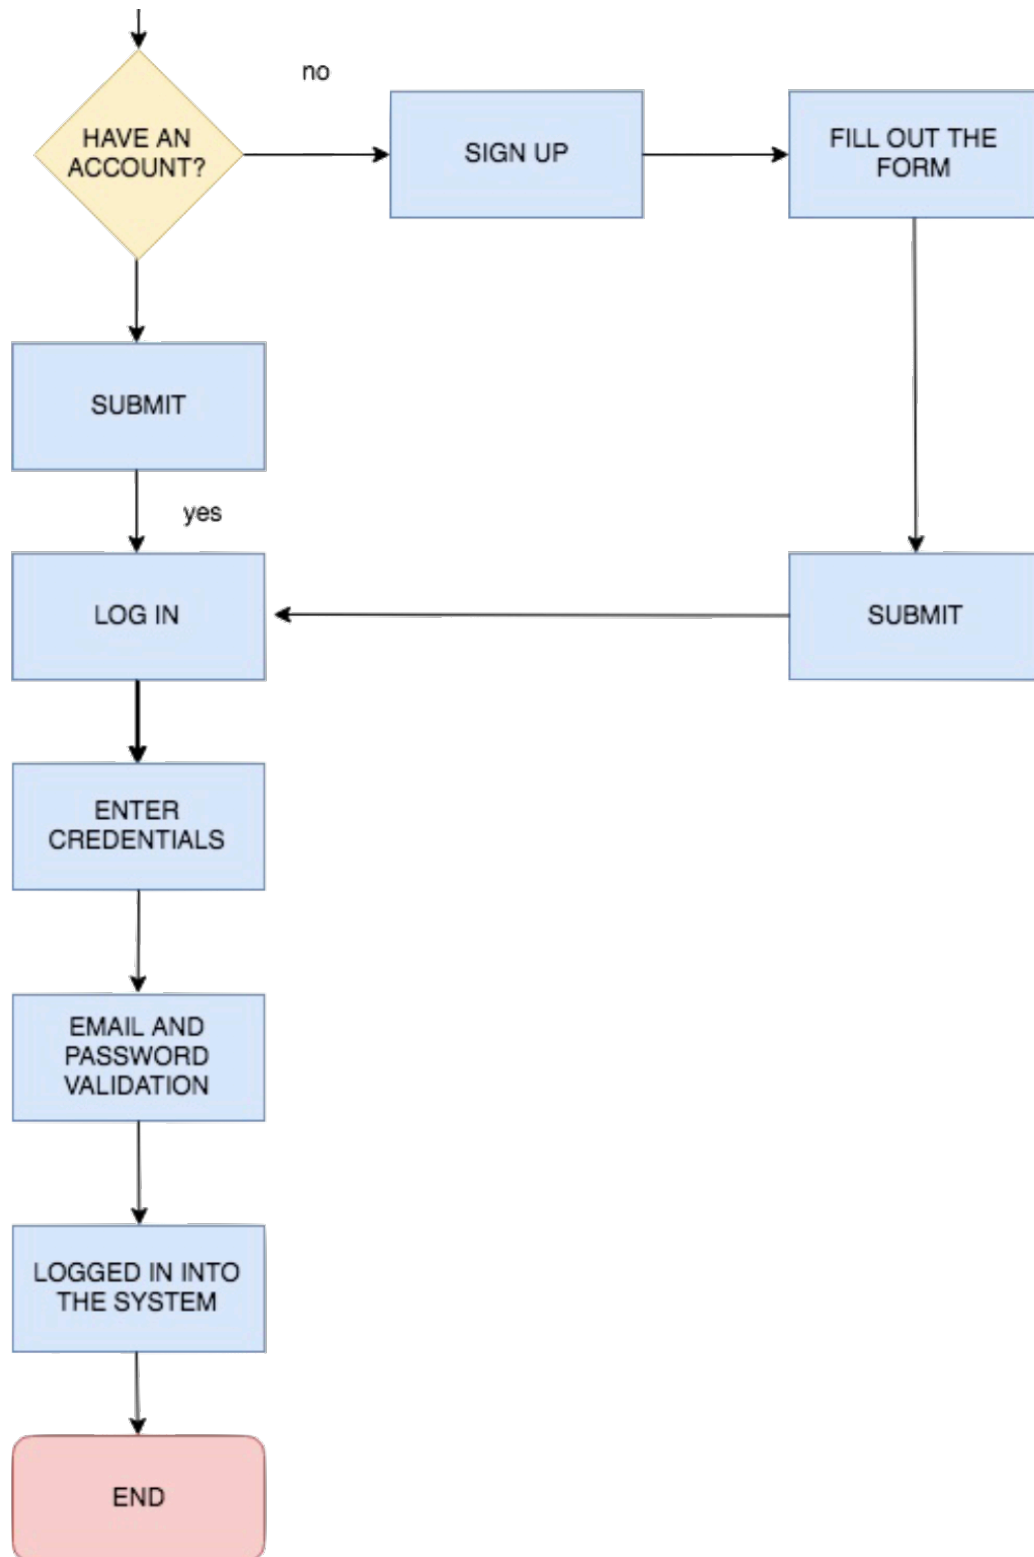 no
HAVE AN
ACCOUNT?
SIGN UP
FILL OUT THE
FORM
SUBMIT
yes
LOG IN
SUBMIT
ENTER
CREDENTIALS
EMAIL AND
PASSWORD
VALIDATION
LOGGED IN INTO
THE SYSTEM
END